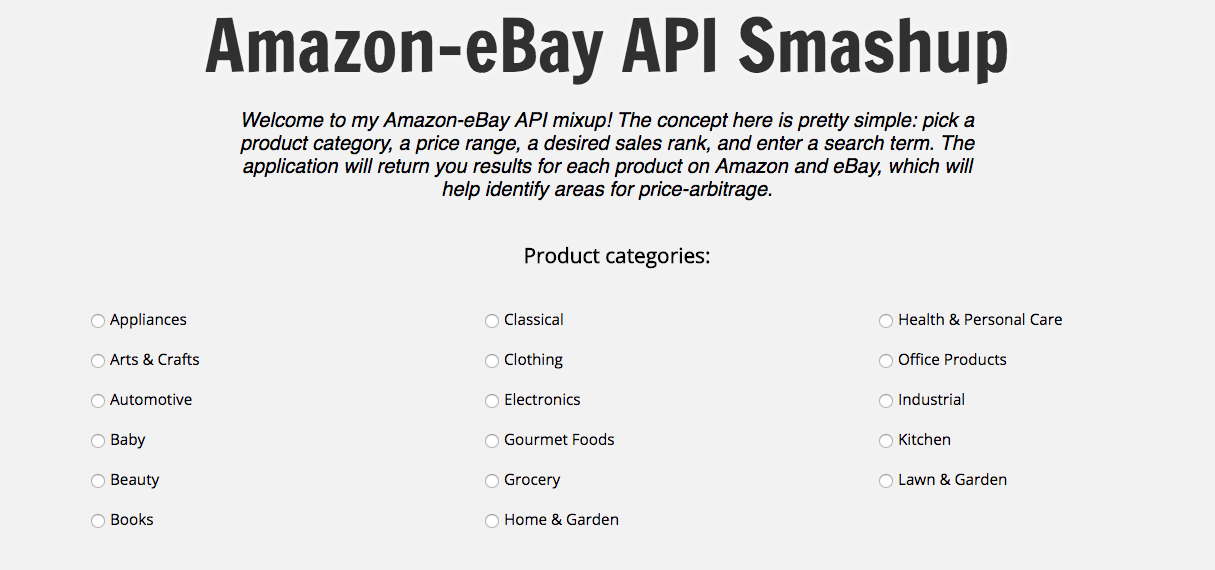 Amazon-eBay API Smashup
Welcome to my Amazon-eBay API mixup! The concept here is pretty simple: pick a
product category, a price range, a desired sales rank, and enter a search term. The
application will return you results for each product on Amazon and eBay, which will
help identify areas for price-arbitrage.
Product categories:
Appliances
Arts & Crafts
Automotive
Baby
Beauty
Books
Classical
Clothing
Electronics
Gourmet Foods
Grocery
Home & Garden
Health & Personal Care
Office Products
Industrial
Kitchen
Lawn & Garden